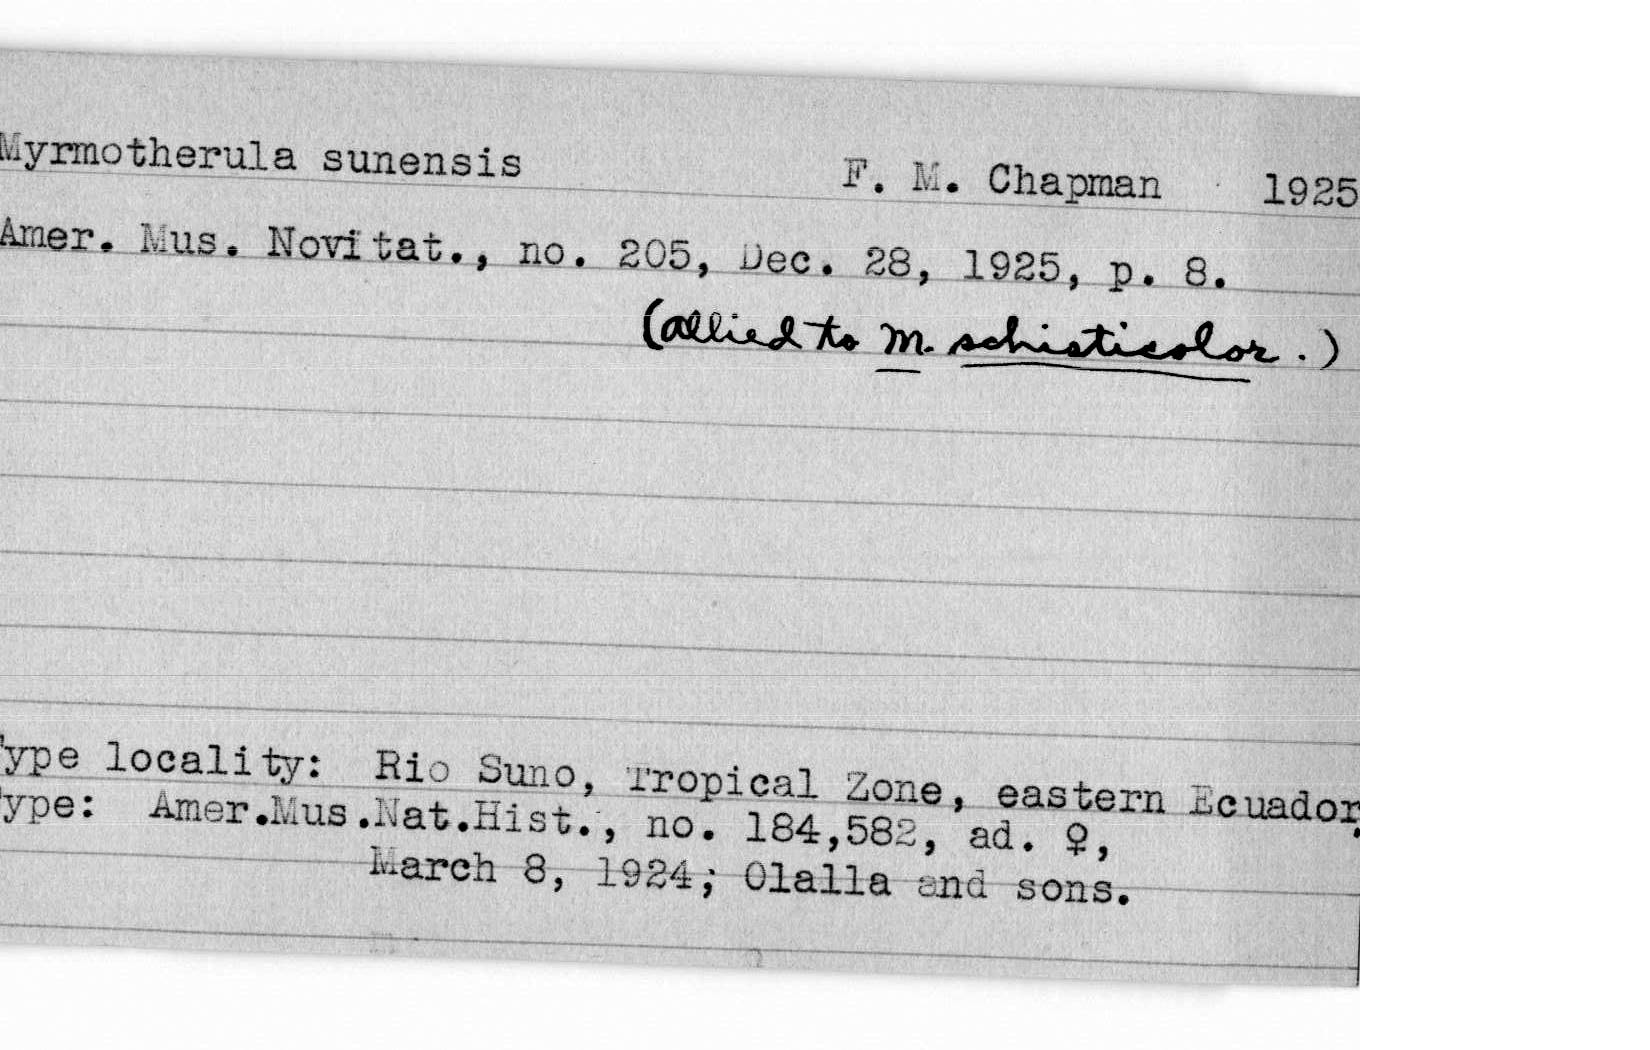 Myrmotherula sunensis F. M. Chapman 1925
Amer. Mus. Novitat., no. 205, Dec. 28, 1925, p. 8.
(allied to M. schisticolor.)
Type locality: Rio Suno, Tropical Zone, eastern Ecuador.
Type: Amer.Mus.Nat.Hist., no. 184,582, ad. ♀,
March 8, 1924; Olalla and sons.